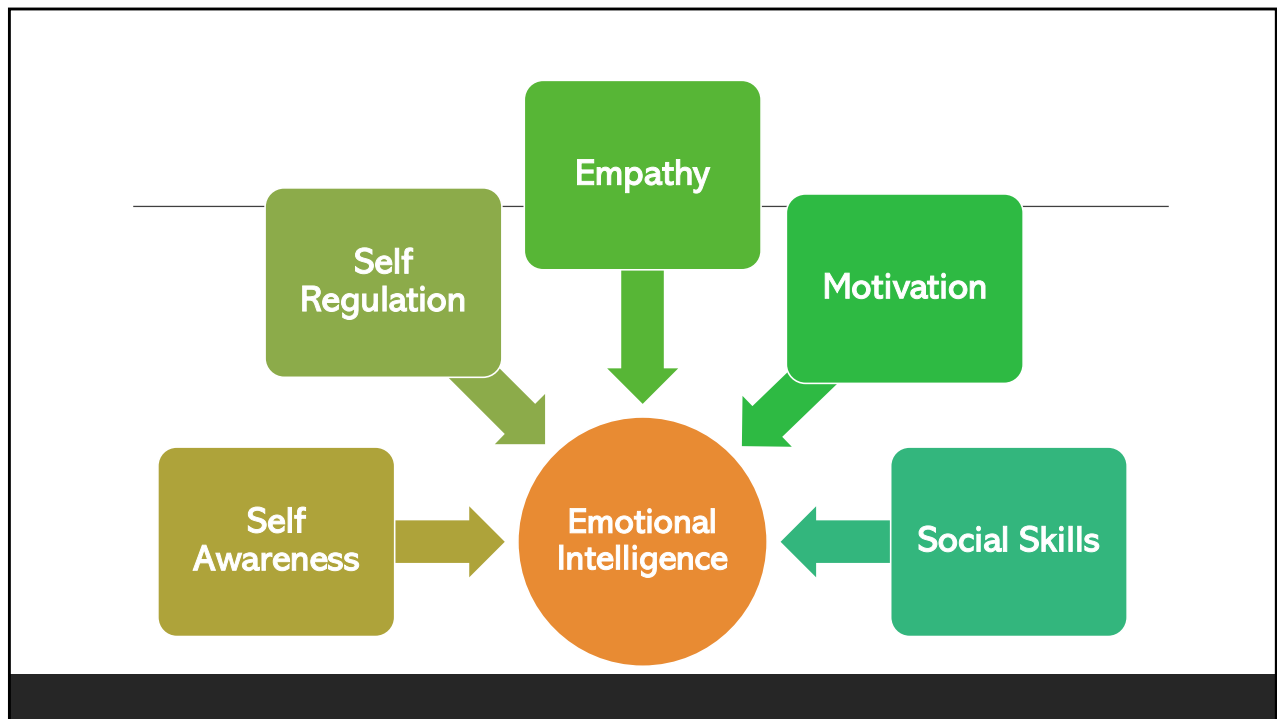 Empathy
Self
Regulation
Motivation
Self
Awareness
Emotional
Intelligence
Social Skills